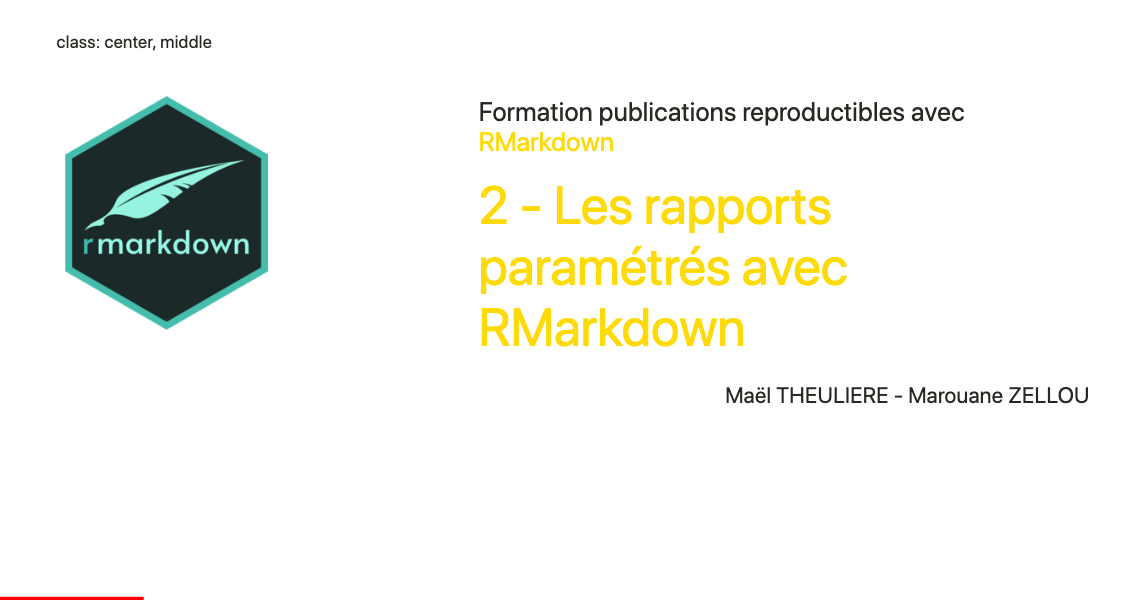 class: center, middle
rmarkdown
Formation publications reproductibles avec
RMarkdown
2 - Les rapports
paramétrés avec
RMarkdown
Maël THEULIERE - Marouane ZELLOU